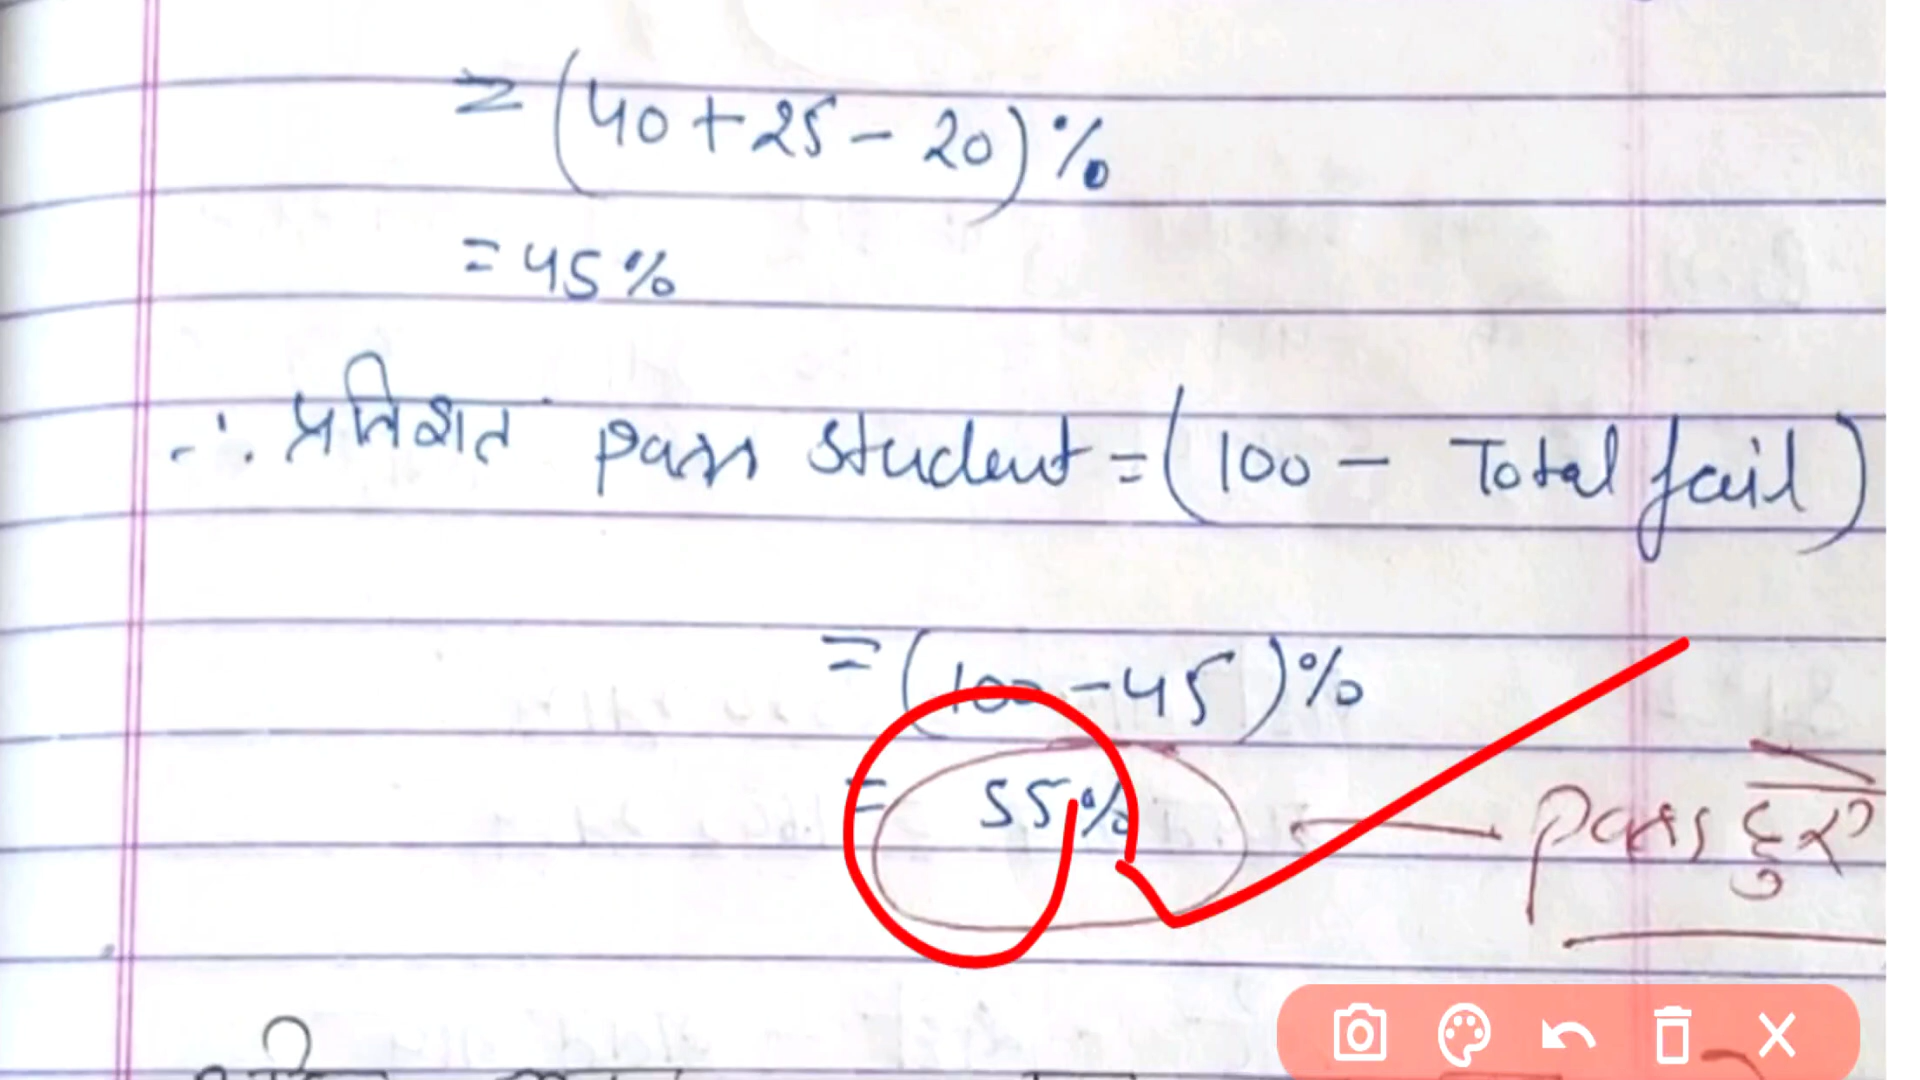 = (40 + 25 - 20) %
= 45 %
∴ प्रतिशत pass student = (100 - Total fail)
= (100 - 45) %
= 55 % ← pass हुए